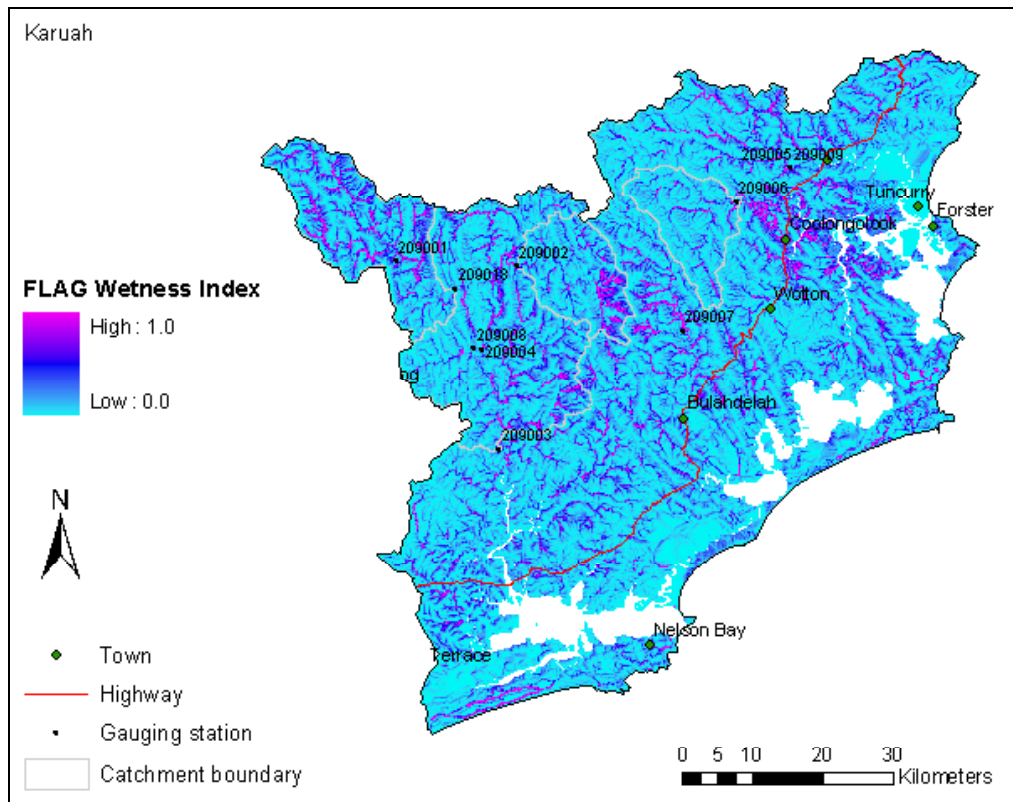 Karuah
209005
209009
209006
Tuncurry
Forster
Coolongolook
209001
209002
209018
FLAG Wetness Index
High : 1.0
Low : 0.0
Wotton
209007
209008
209004
nd
Bulahdelah
209003
N
Nelson Bay
Terrace
Town
Highway
Gauging station
Catchment boundary
0 5 10 20 30
Kilometers